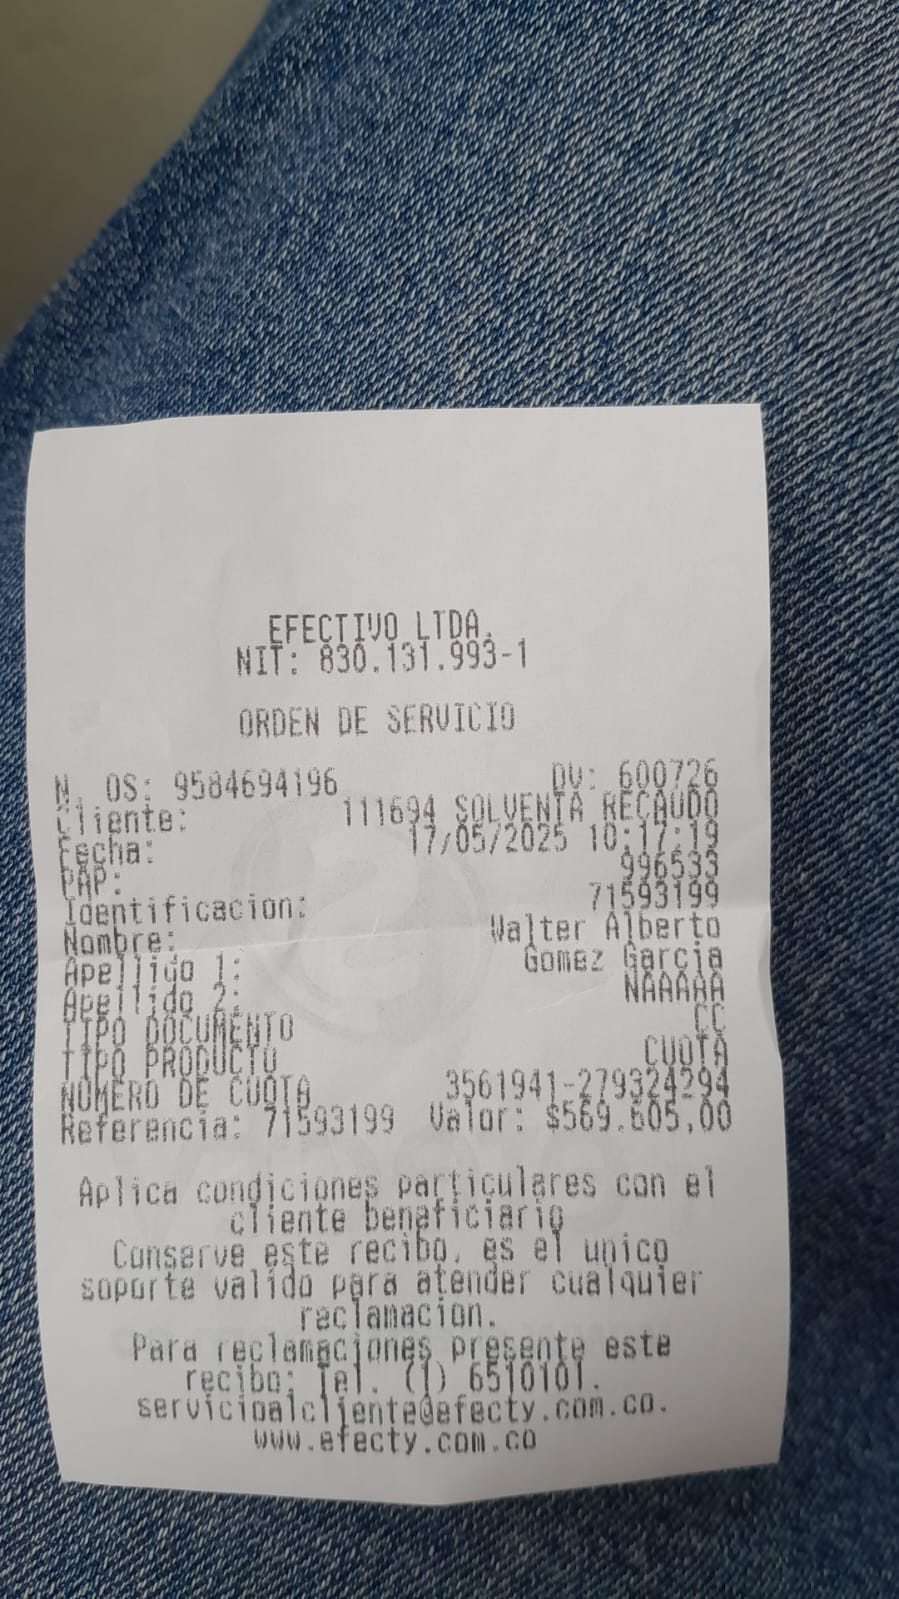 EFECTIVO LTDA.
NIT: 830.131.993-1
ORDEN DE SERVICIO
N. OS: 9584694196 DV: 600726
Cliente: 111694 SOLVENTA RECAUDO
Fecha: 17/05/2025 10:17:19
PAP: 996533
Identificacion: 71593199
Nombre: Walter Alberto
Apellido 1: Gomez Garcia
Apellido 2: NAAAAA
TIPO DOCUMENTO CC
TIPO PRODUCTO CUOTA
NUMERO DE CUOTA 3561941-279324294
Referencia: 71593199 Valor: $569.605,00
Aplica condiciones particulares con el
cliente beneficiario
Conserve este recibo, es el unico
soporte valido para atender cualquier
reclamacion.
Para reclamaciones presente este
recibo: Tel. (1) 6510101.
servicioalcliente@efecty.com.co.
www.efecty.com.co